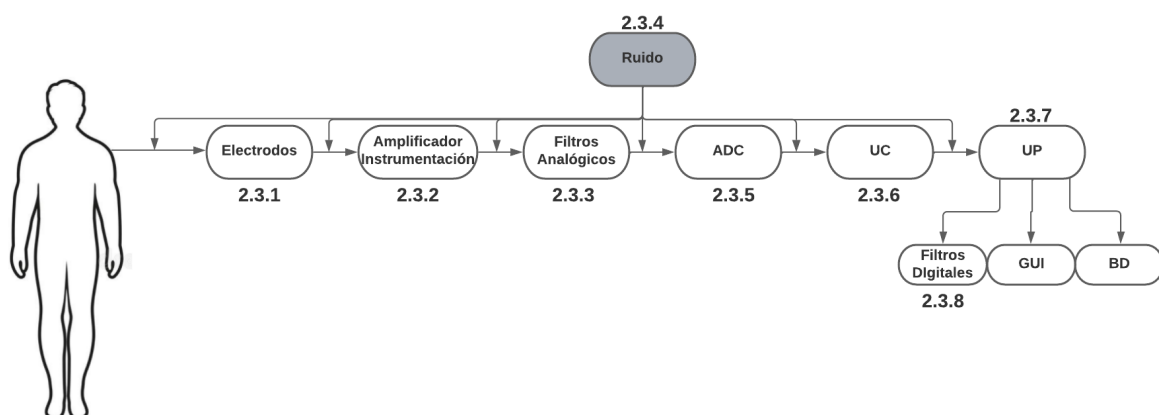 2.3.4
Ruido
2.3.7
Electrodos
Amplificador
Instrumentación
Filtros
Analógicos
ADC
UC
UP
2.3.1
2.3.2
2.3.3
2.3.5
2.3.6
Filtros
DIgitales
GUI
BD
2.3.8